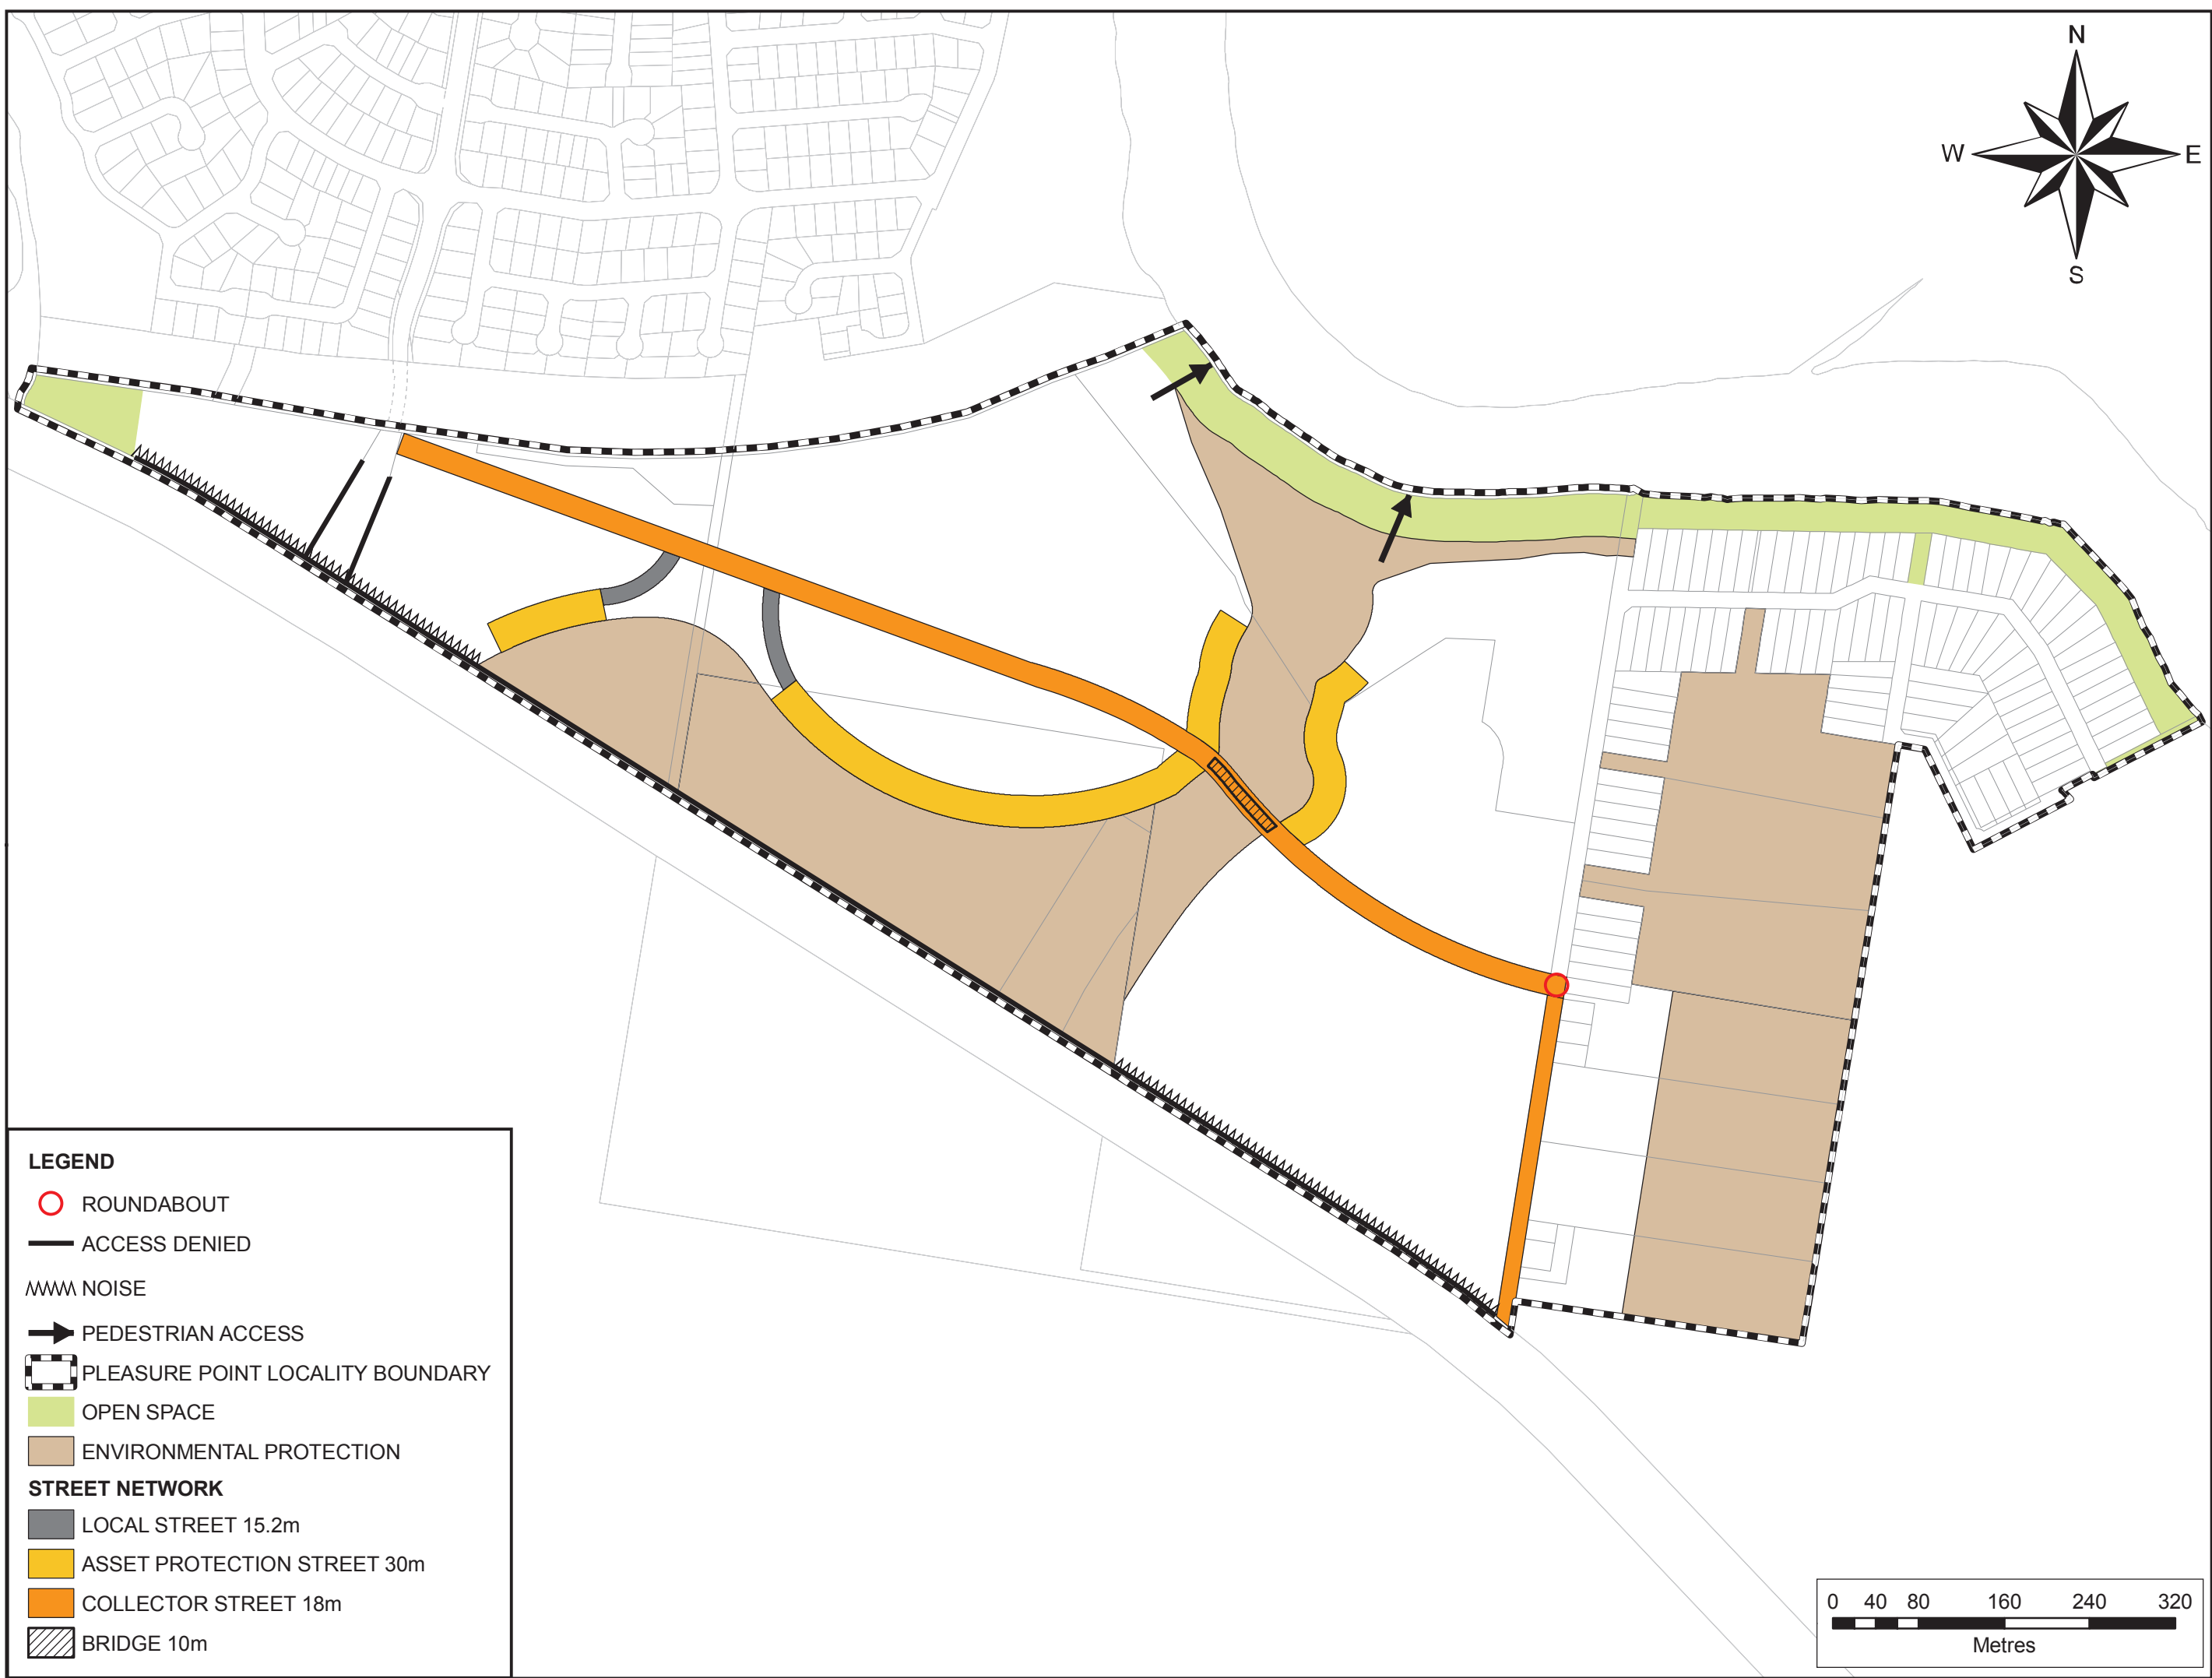 N
W
E
S
LEGEND
ROUNDABOUT
ACCESS DENIED
NOISE
PEDESTRIAN ACCESS
PLEASURE POINT LOCALITY BOUNDARY
OPEN SPACE
ENVIRONMENTAL PROTECTION
STREET NETWORK
LOCAL STREET 15.2m
ASSET PROTECTION STREET 30m
COLLECTOR STREET 18m
BRIDGE 10m
0 40 80 160 240 320
Metres